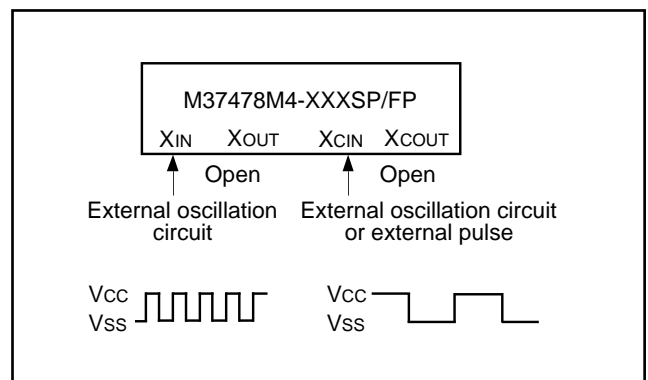 M37478M4-XXXSP/FP
XIN XOUT XCIN XCOUT
Open Open
External oscillation circuit
External oscillation circuit or external pulse
VCC
VSS
VCC
VSS